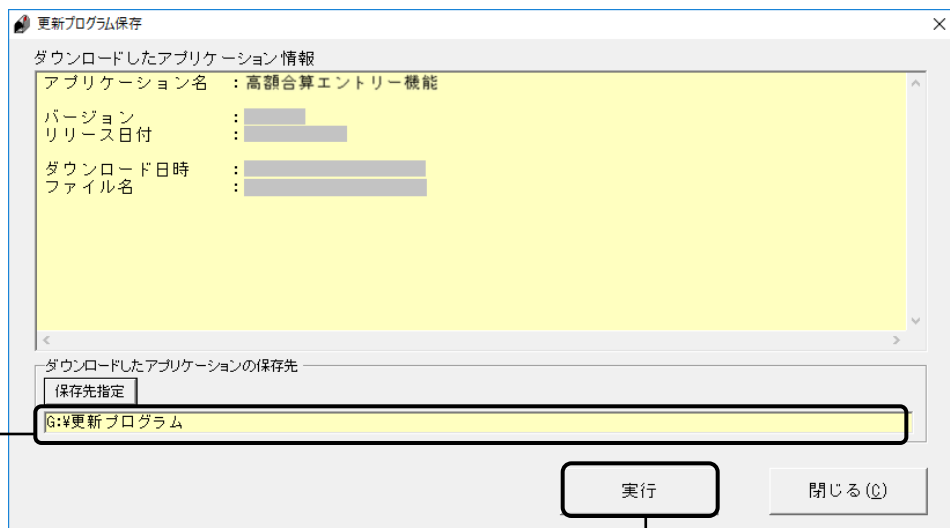 更新プログラム保存
ダウンロードしたアプリケーション情報
アプリケーション名 :高額合算エントリー機能
バージョン :
リリース日付 :
ダウンロード日時 :
ファイル名 :
ダウンロードしたアプリケーションの保存先
保存先指定
G:¥更新プログラム
実行 閉じる(C)